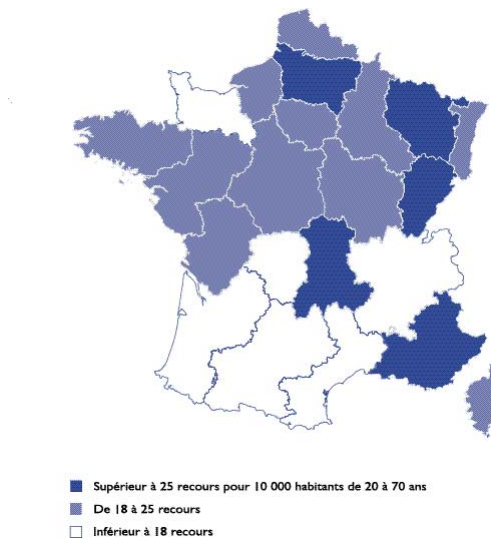 Supérieur à 25 recours pour 10 000 habitants de 20 à 70 ans
De 18 à 25 recours
Inférieur à 18 recours